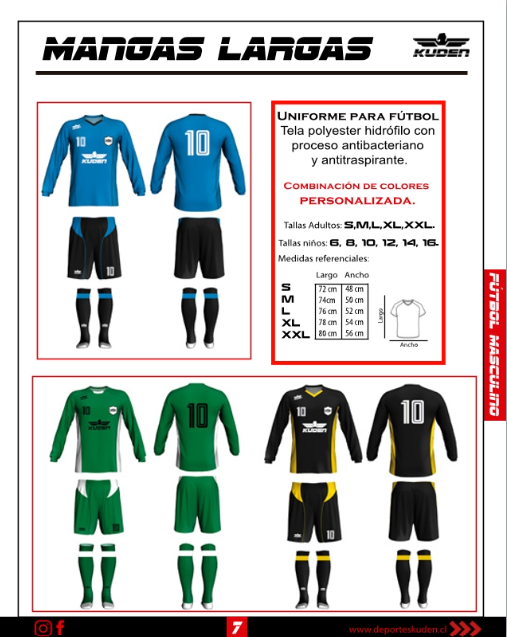 MANGAS LARGAS
KUDEN
10
KUDEN
10
10
UNIFORME PARA FÚTBOL
Tela polyester hidrófilo con
proceso antibacteriano
y antitraspirante.
COMBINACIÓN DE COLORES
PERSONALIZADA.
Tallas Adultos: S,M,L,XL,XXL.
Tallas niños: 6, 8, 10, 12, 14, 16.
Medidas referenciales:
Largo Ancho
S 72 cm 48 cm
M 74cm 50 cm
L 76 cm 52 cm
XL 78 cm 54 cm
XXL 80 cm 56 cm
Largo
Ancho
FÚTBOL MASCULINO
10
KUDEN
10
10
10
KUDEN
10
10
7
www.deporteskuden.cl